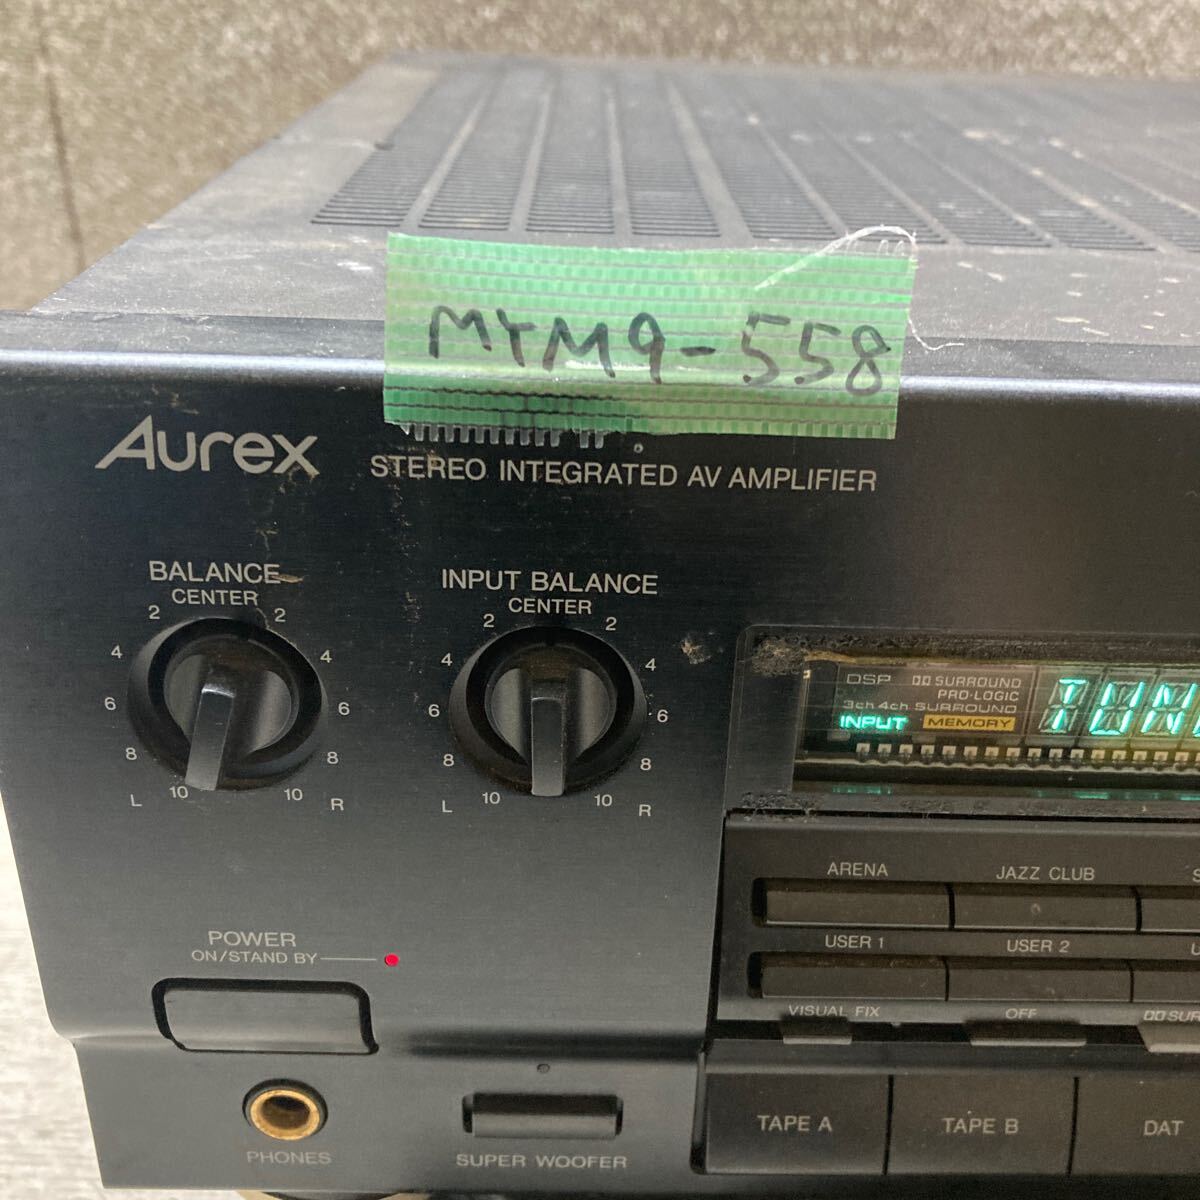 MYM9-558
Aurex
STEREO INTEGRATED AV AMPLIFIER
BALANCE
CENTER
2 2
4 4
6 6
8 8
10 10
L R
INPUT BALANCE
CENTER
2 2
4 4
6 6
8 8
10 10
L R
DSP SURROUND
PRO·LOGIC
3ch 4ch SURROUND
INPUT MEMORY
TUN
ARENA JAZZ CLUB
USER 1 USER 2
VISUAL FIX OFF
POWER
ON/STAND BY
PHONES
SUPER WOOFER
TAPE A TAPE B DAT